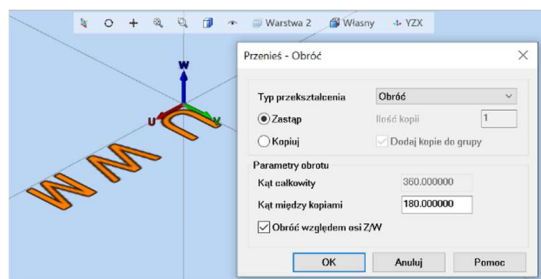 Warstwa 2 Własny YZX
W
U
V
U
W
M
Przenieś - Obróć
Typ przekształcenia Obróć
Zastąp Ilość kopii 1
Kopiuj Dodaj kopie do grupy
Parametry obrotu
Kąt całkowity 360.000000
Kąt między kopiami 180.000000
Obróć względem osi Z/W
OK Anuluj Pomoc